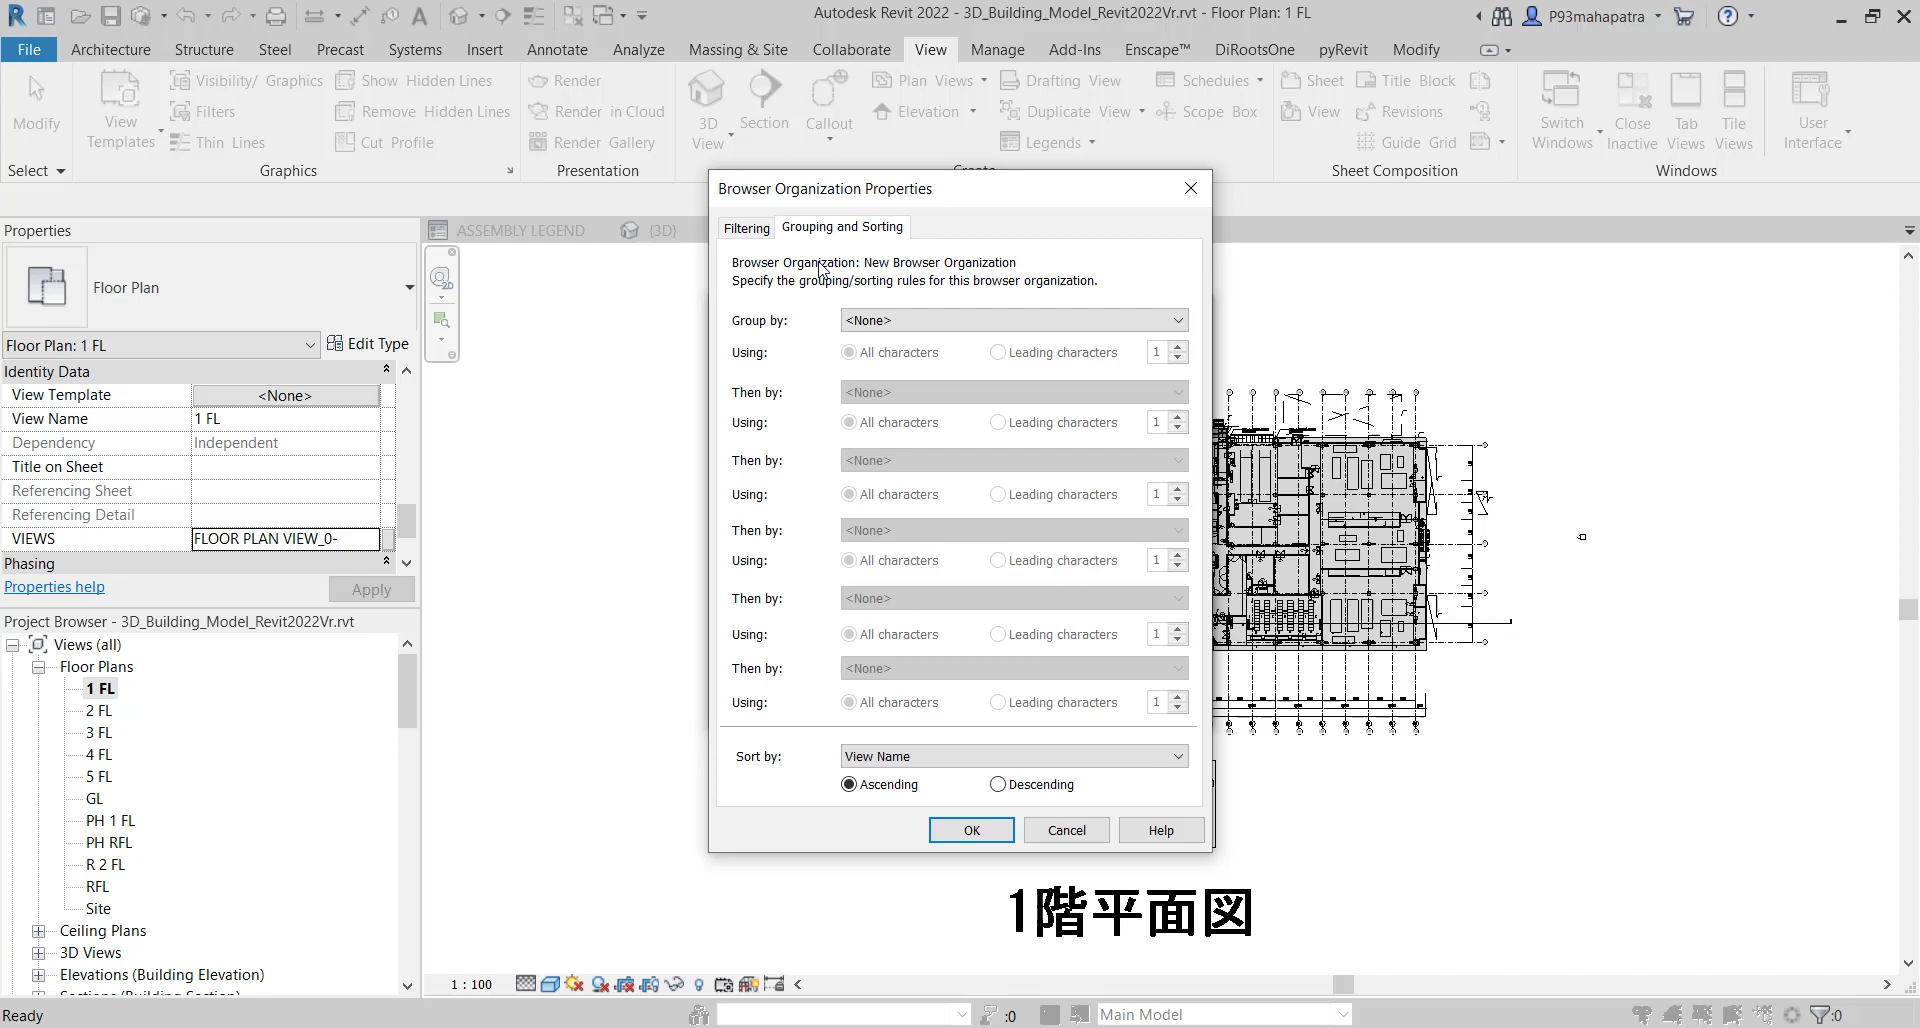 Autodesk Revit 2022 - 3D_Building_Model_Revit2022Vr.rvt - Floor Plan: 1 FL
P93mahapatra
File Architecture Structure Steel Precast Systems Insert Annotate Analyze Massing & Site Collaborate View Manage Add-Ins Enscape™ DiRootsOne pyRevit Modify
Modify
Select
View Templates
Visibility/ Graphics
Filters
Thin Lines
Show Hidden Lines
Remove Hidden Lines
Cut Profile
Graphics
Render
Render in Cloud
Render Gallery
Presentation
3D View
Section
Callout
Plan Views
Elevation
Drafting View
Duplicate View
Legends
Schedules
Scope Box
Create
Sheet
View
Title Block
Revisions
Guide Grid
Sheet Composition
Switch Windows
Close Inactive
Tab Views
Tile Views
Windows
User Interface
Properties
Floor Plan
Floor Plan: 1 FL
Edit Type
Identity Data
View Template <None>
View Name 1 FL
Dependency Independent
Title on Sheet
Referencing Sheet
Referencing Detail
VIEWS FLOOR PLAN VIEW_0-
Phasing
Properties help
Apply
Project Browser - 3D_Building_Model_Revit2022Vr.rvt
Views (all)
Floor Plans
1 FL
2 FL
3 FL
4 FL
5 FL
GL
PH 1 FL
PH RFL
R 2 FL
RFL
Site
Ceiling Plans
3D Views
Elevations (Building Elevation)
Sections (Building Section)
ASSEMBLY LEGEND
{3D}
2D
Browser Organization Properties
Filtering
Grouping and Sorting
Browser Organization: New Browser Organization
Specify the grouping/sorting rules for this browser organization.
Group by: <None>
Using: All characters Leading characters 1
Then by: <None>
Using: All characters Leading characters 1
Then by: <None>
Using: All characters Leading characters 1
Then by: <None>
Using: All characters Leading characters 1
Then by: <None>
Using: All characters Leading characters 1
Then by: <None>
Using: All characters Leading characters 1
Sort by: View Name
Ascending Descending
OK Cancel Help
1階平面図
1 : 100
Ready
:0
Main Model
:0